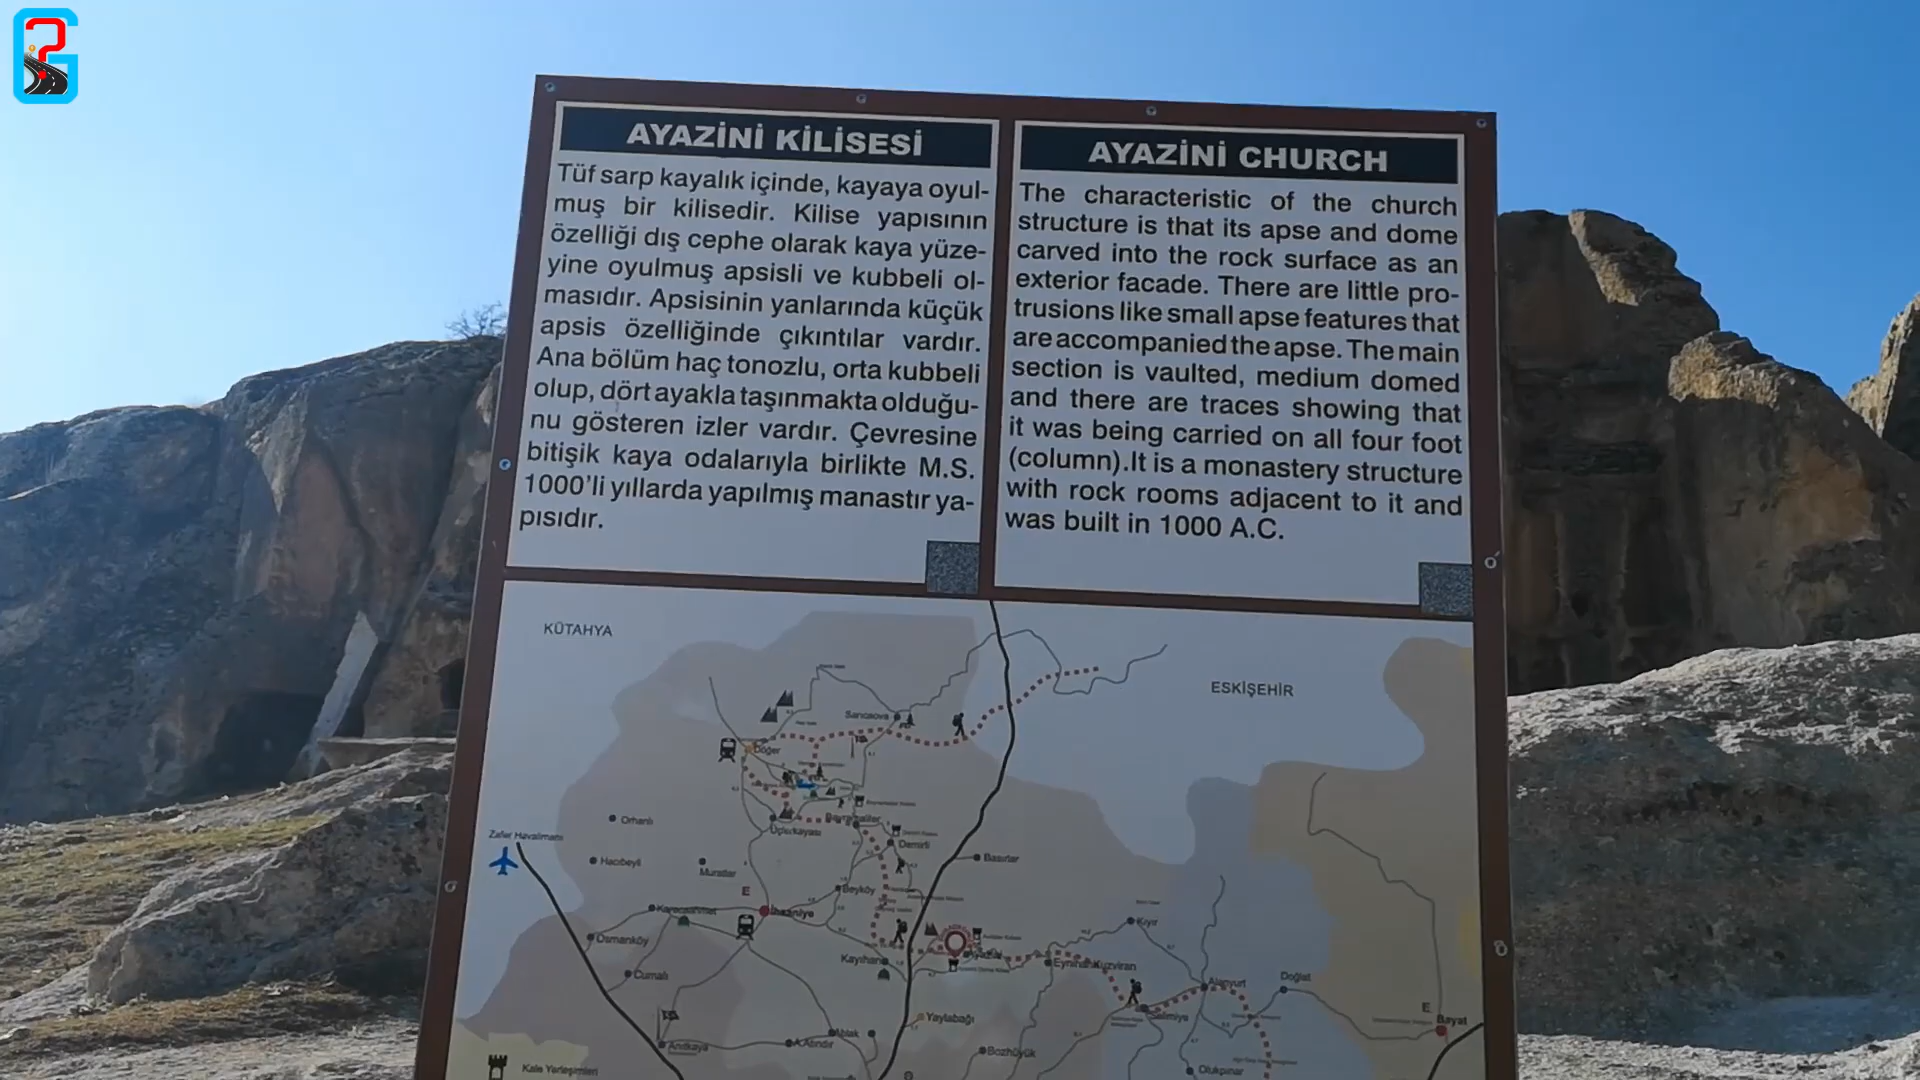 AYAZİNİ KİLİSESİ
Tüf sarp kayalık içinde, kayaya oyul-
muş bir kilisedir. Kilise yapısının
özelliği dış cephe olarak kaya yüze-
yine oyulmuş apsisli ve kubbeli ol-
masıdır. Apsisinin yanlarında küçük
apsis özelliğinde çıkıntılar vardır.
Ana bölüm haç tonozlu, orta kubbeli
olup, dört ayakla taşınmakta olduğu-
nu gösteren izler vardır. Çevresine
bitişik kaya odalarıyla birlikte M.S.
1000'li yıllarda yapılmış manastır ya-
pısıdır.
AYAZİNİ CHURCH
The characteristic of the church
structure is that its apse and dome
carved into the rock surface as an
exterior facade. There are little pro-
trusions like small apse features that
are accompanied the apse. The main
section is vaulted, medium domed
and there are traces showing that
it was being carried on all four foot
(column).It is a monastery structure
with rock rooms adjacent to it and
was built in 1000 A.C.
KÜTAHYA
ESKİŞEHİR
Sarıcaova
Döğer
Orhanlı
Üçlerkayası
Zafer Havalimanı
Demirli
Basırlar
Hacıbeyli
Muratlar
Beyköy
E
Karacaahmet
İhsaniye
Kıyır
Osmanköy
Kayıhan
Cumalı
Alanyurt
Doğlat
E
Bayat
Selimiye
Yaylabağı
Ablak
Anıtkaya
Bozhüyük
Olukpınar
Kale Yerleşimleri